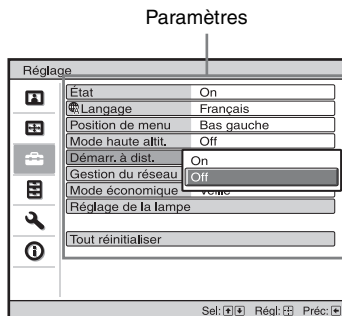 Paramètres
Réglage
État On
Langage Français
Position de menu Bas gauche
Mode haute altit. Off
Démarr. à dist. On
Gestion du réseau Off
Mode économique Veille
Réglage de la lampe
Tout réinitialiser
Sel: Régl: Préc: